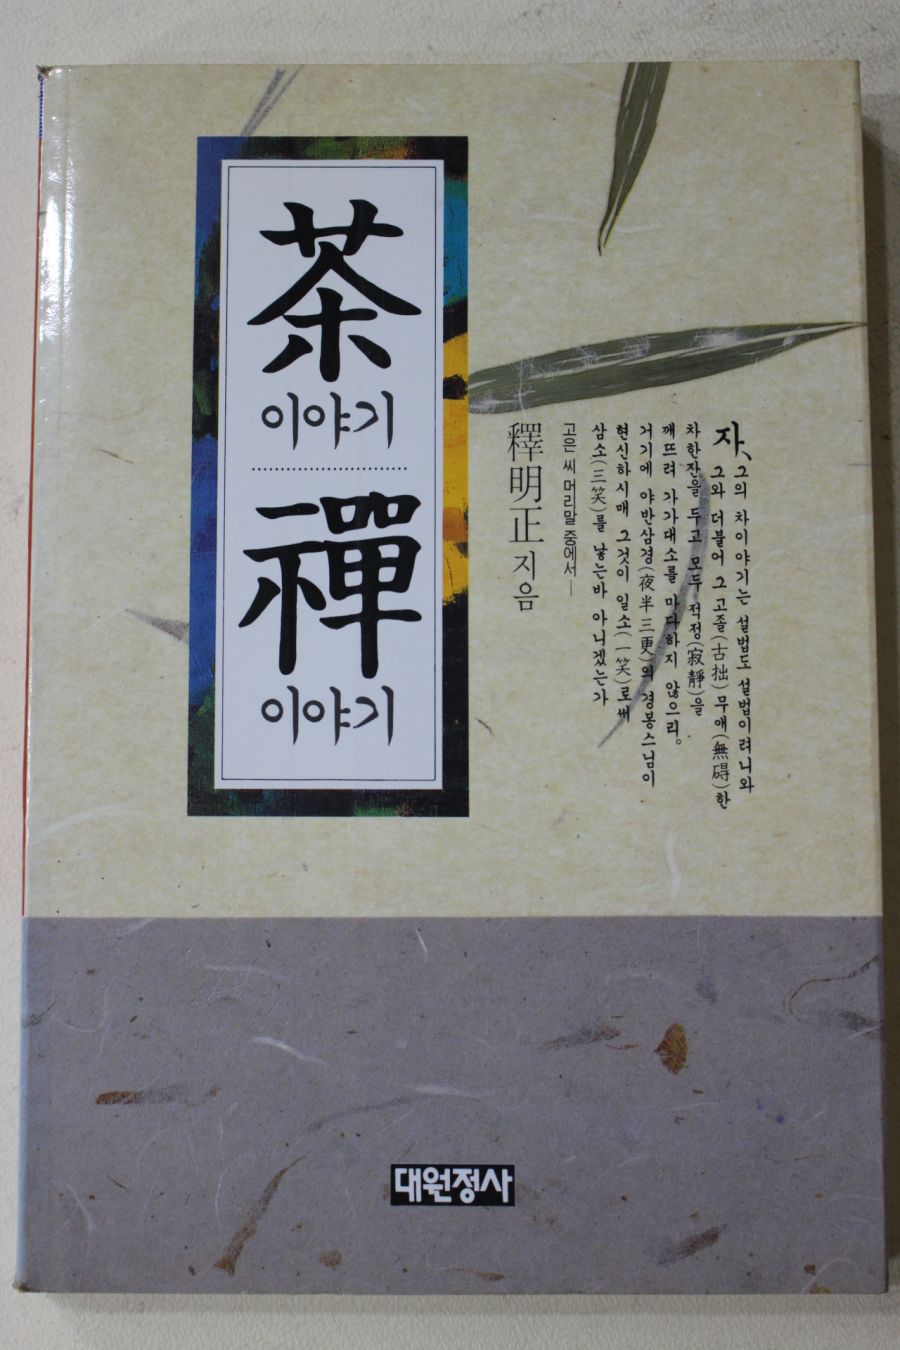 茶
이야기
禪
이야기
자, 그의 차이야기는 설법도 설법이려니와
그와 더불어 그 고졸(古拙) 무애(無碍)한
차한잔을 두고 모두 적정(寂靜)을
깨뜨려 가가대소를 마다하지 않으리。
거기에 야반삼경(夜半三更)의 경봉스님이
현신하시매 그것이 일소(一笑)로써
삼소(三笑)를 낳는바 아니겠는가
고은 씨 머리말 중에서—
釋明正 지음
대원정사